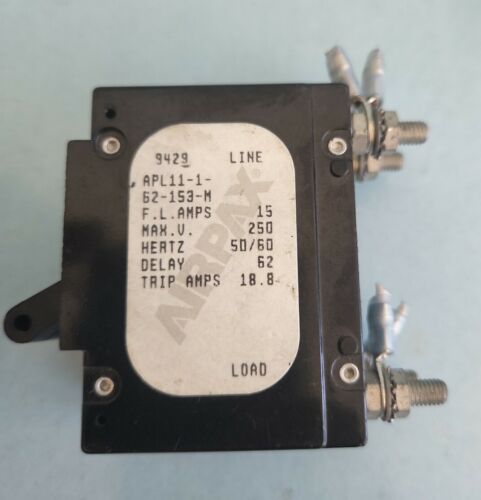 9429 LINE
APL11-1-
62-153-M
F.L.AMPS 15
MAX.V. 250
HERTZ 50/60
DELAY 62
TRIP AMPS 18.8
AIRPAX®
LOAD